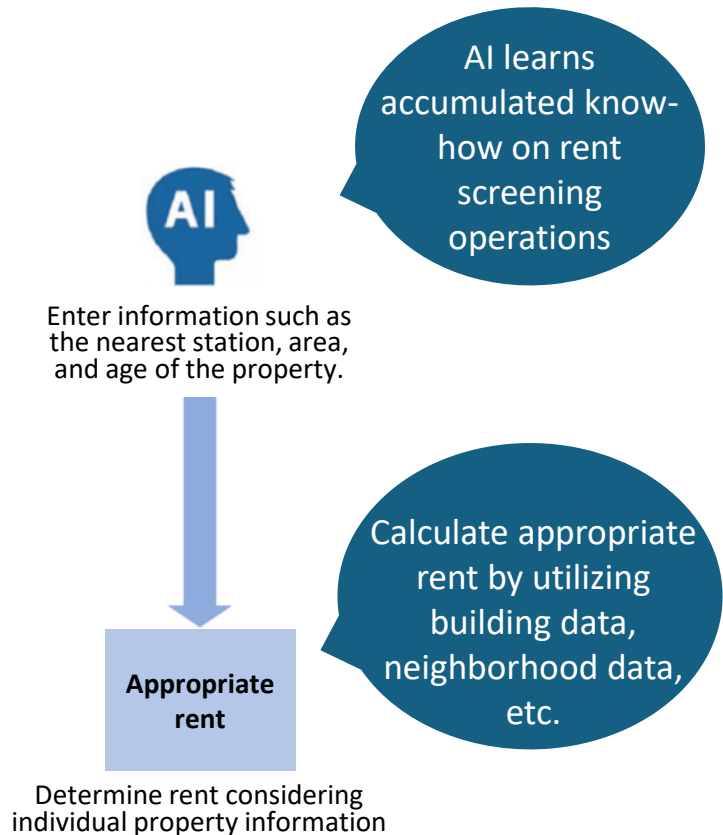 AI learns
accumulated know-
how on rent
screening
operations
AI
Enter information such as
the nearest station, area,
and age of the property.
Calculate appropriate
rent by utilizing
building data,
neighborhood data,
etc.
Appropriate
rent
Determine rent considering
individual property information